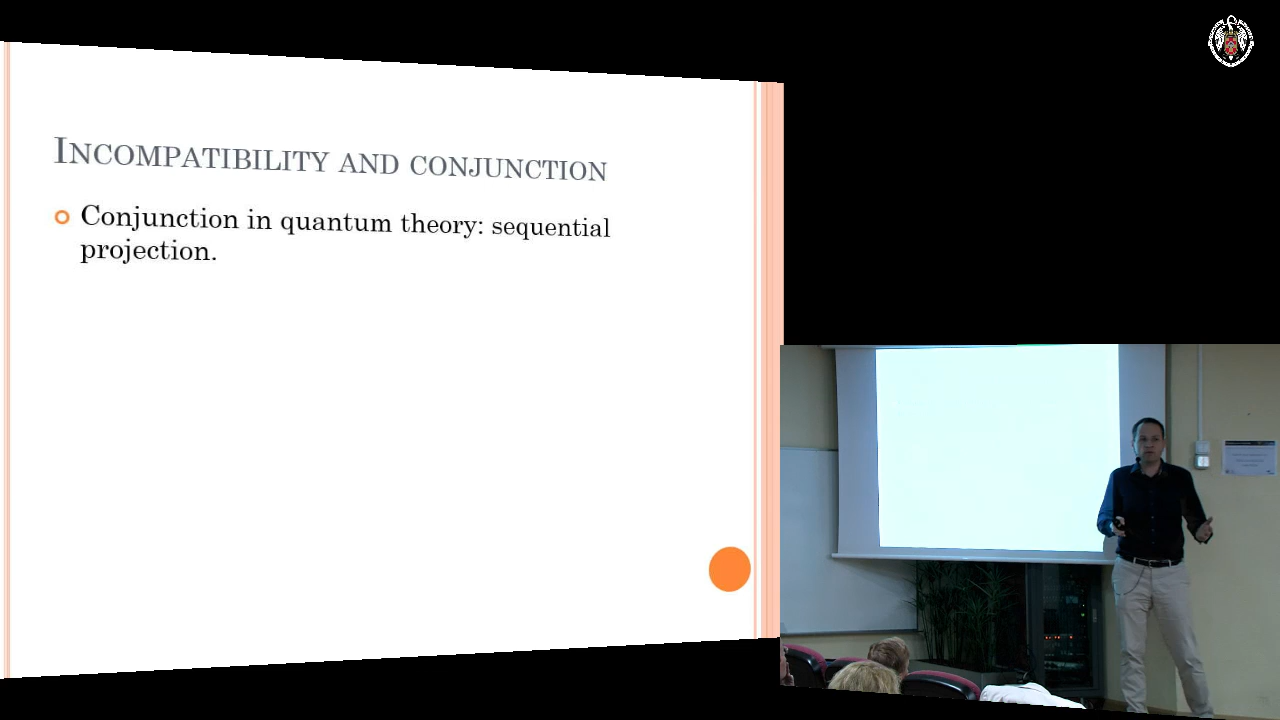 INCOMPATIBILITY AND CONJUNCTION
Conjunction in quantum theory: sequential
projection.